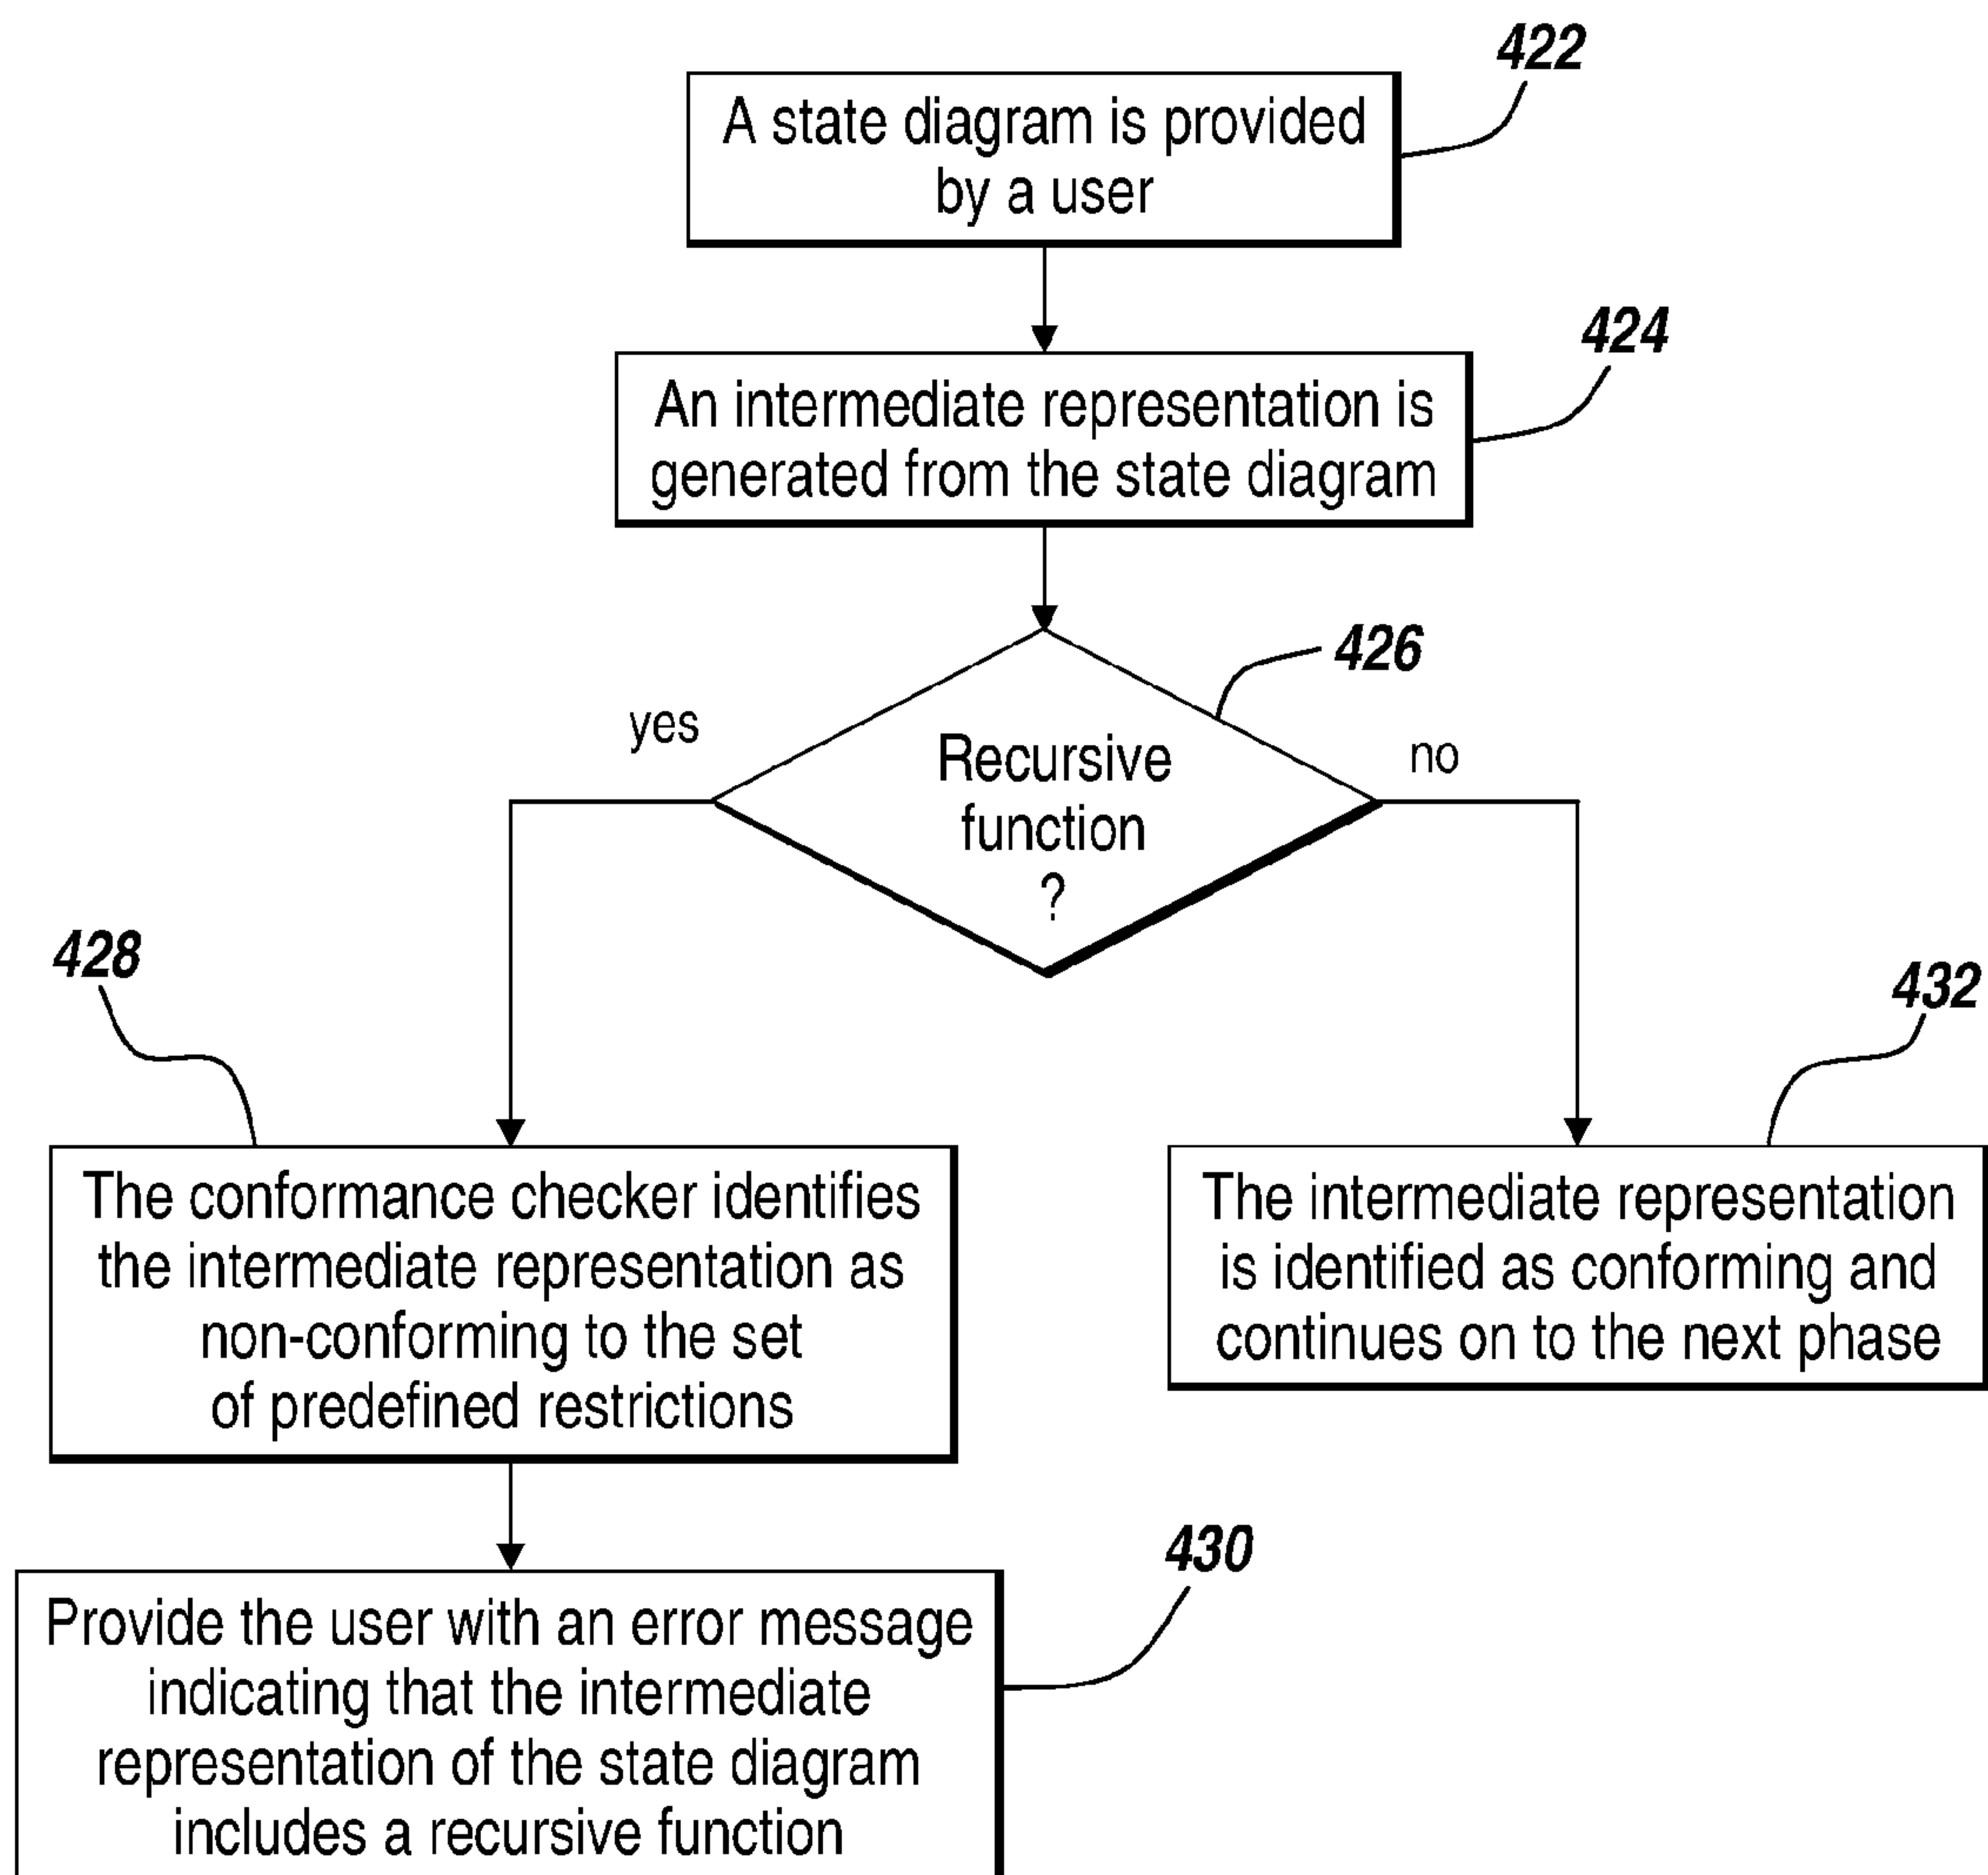 422
A state diagram is provided
by a user
424
An intermediate representation is
generated from the state diagram
426
yes
Recursive
function
?
no
428
432
The conformance checker identifies
the intermediate representation as
non-conforming to the set
of predefined restrictions
The intermediate representation
is identified as conforming and
continues on to the next phase
430
Provide the user with an error message
indicating that the intermediate
representation of the state diagram
includes a recursive function